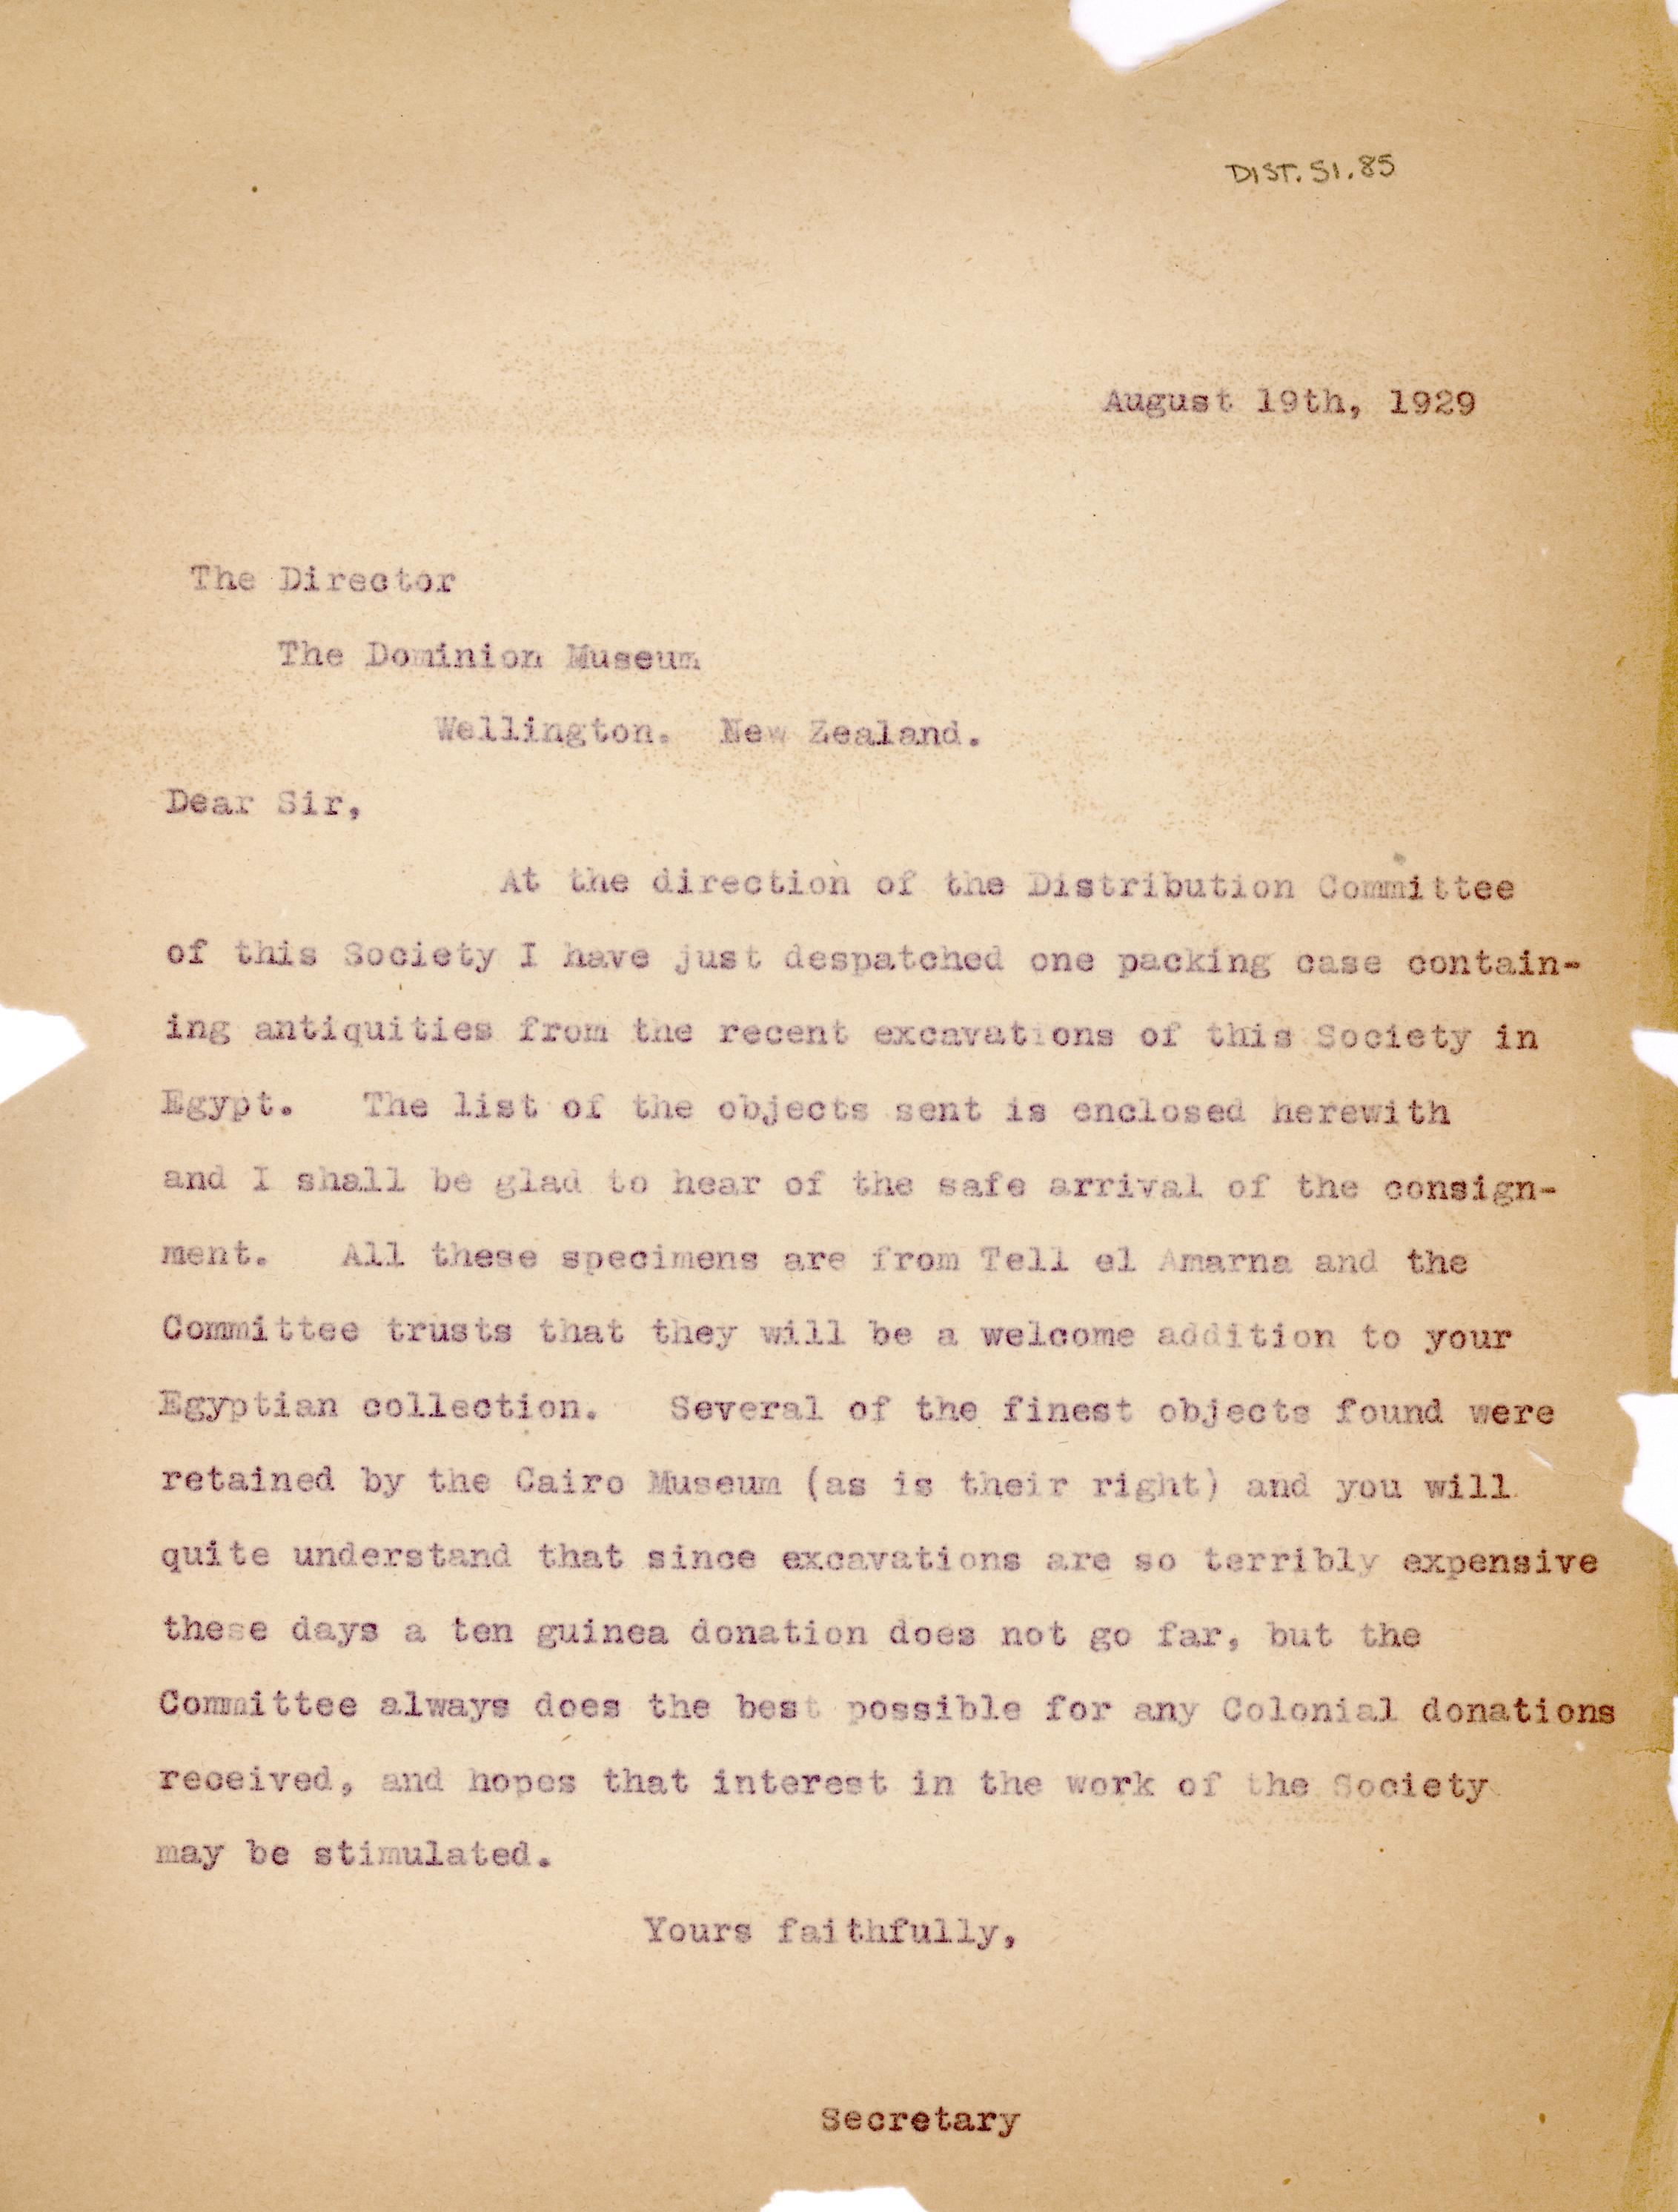 DIST.51.85
August 19th, 1929
The Director
The Dominion Museum
Wellington. New Zealand.
Dear Sir,
At the direction of the Distribution Committee
of this Society I have just despatched one packing case contain-
ing antiquities from the recent excavations of this Society in
Egypt. The list of the objects sent is enclosed herewith
and I shall be glad to hear of the safe arrival of the consign-
ment. All these specimens are from Tell el Amarna and the
Committee trusts that they will be a welcome addition to your
Egyptian collection. Several of the finest objects found were
retained by the Cairo Museum (as is their right) and you will
quite understand that since excavations are so terribly expensive
these days a ten guinea donation does not go far, but the
Committee always does the best possible for any Colonial donations
received, and hopes that interest in the work of the Society
may be stimulated.
Yours faithfully,
Secretary